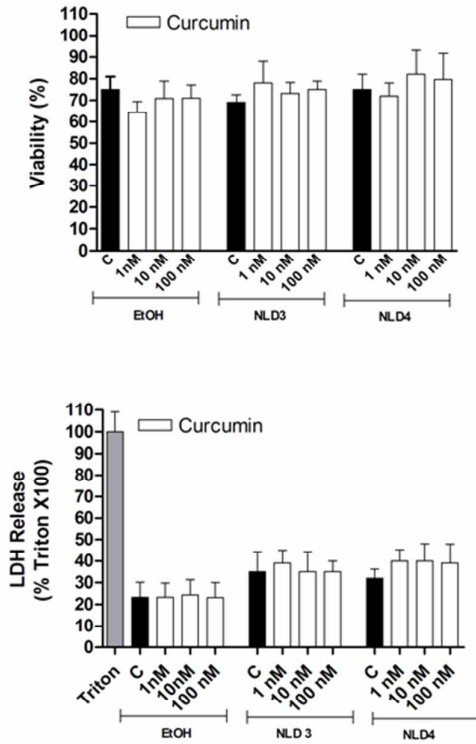 110
Curcumin
100
90
80
70
60
50
40
30
20
10
0
Viability (%)
C 1nM 10 nM 100 nM C 1 nM 10 nM 100 nM C 1 nM 10 nM 100 nM
EtOH NLD3 NLD4
110
Curcumin
100
90
80
70
60
50
40
30
20
10
0
LDH Release
(% Triton X100)
Triton C 1nM 10nM 100 nM C 1 nM 10 nM 100 nM C 1 nM 10 nM 100 nM
EtOH NLD 3 NLD4